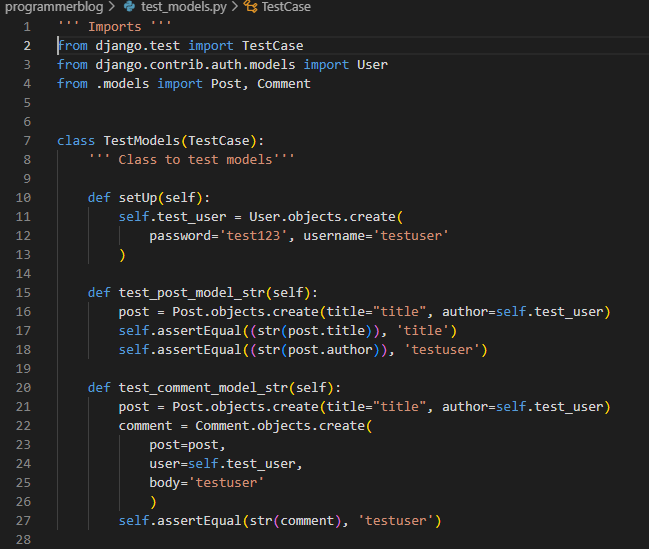 programmerblog > test_models.py > TestCase
1 ''' Imports '''
2 from django.test import TestCase
3 from django.contrib.auth.models import User
4 from .models import Post, Comment
5
6
7 class TestModels(TestCase):
8     ''' Class to test models'''
9
10     def setUp(self):
11         self.test_user = User.objects.create(
12             password='test123', username='testuser'
13         )
14
15     def test_post_model_str(self):
16         post = Post.objects.create(title="title", author=self.test_user)
17         self.assertEqual((str(post.title)), 'title')
18         self.assertEqual((str(post.author)), 'testuser')
19
20     def test_comment_model_str(self):
21         post = Post.objects.create(title="title", author=self.test_user)
22         comment = Comment.objects.create(
23             post=post,
24             user=self.test_user,
25             body='testuser'
26             )
27         self.assertEqual(str(comment), 'testuser')
28